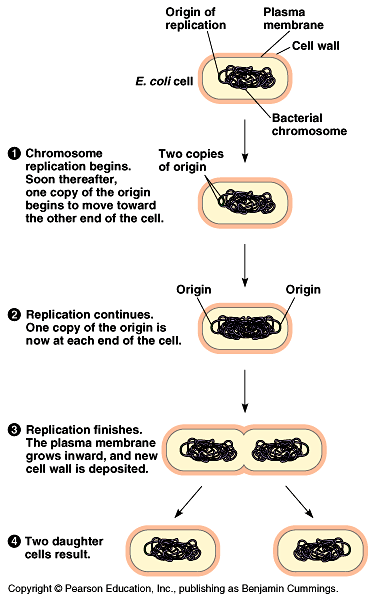 Origin of
replication
Plasma
membrane
Cell wall
E. coli cell
Bacterial
chromosome
1 Chromosome
replication begins.
Soon thereafter,
one copy of the origin
begins to move toward
the other end of the cell.
Two copies
of origin
Origin
Origin
2 Replication continues.
One copy of the origin is
now at each end of the cell.
3 Replication finishes.
The plasma membrane
grows inward, and new
cell wall is deposited.
4 Two daughter
cells result.
Copyright © Pearson Education, Inc., publishing as Benjamin Cummings.